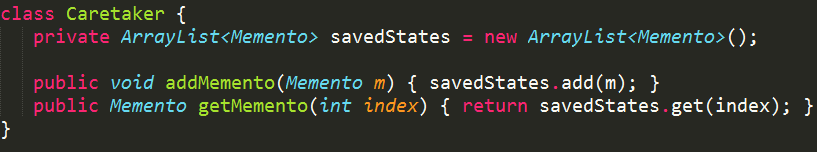 class Caretaker {
   private ArrayList<Memento> savedStates = new ArrayList<Memento>();

   public void addMemento(Memento m) { savedStates.add(m); }
   public Memento getMemento(int index) { return savedStates.get(index); }
}